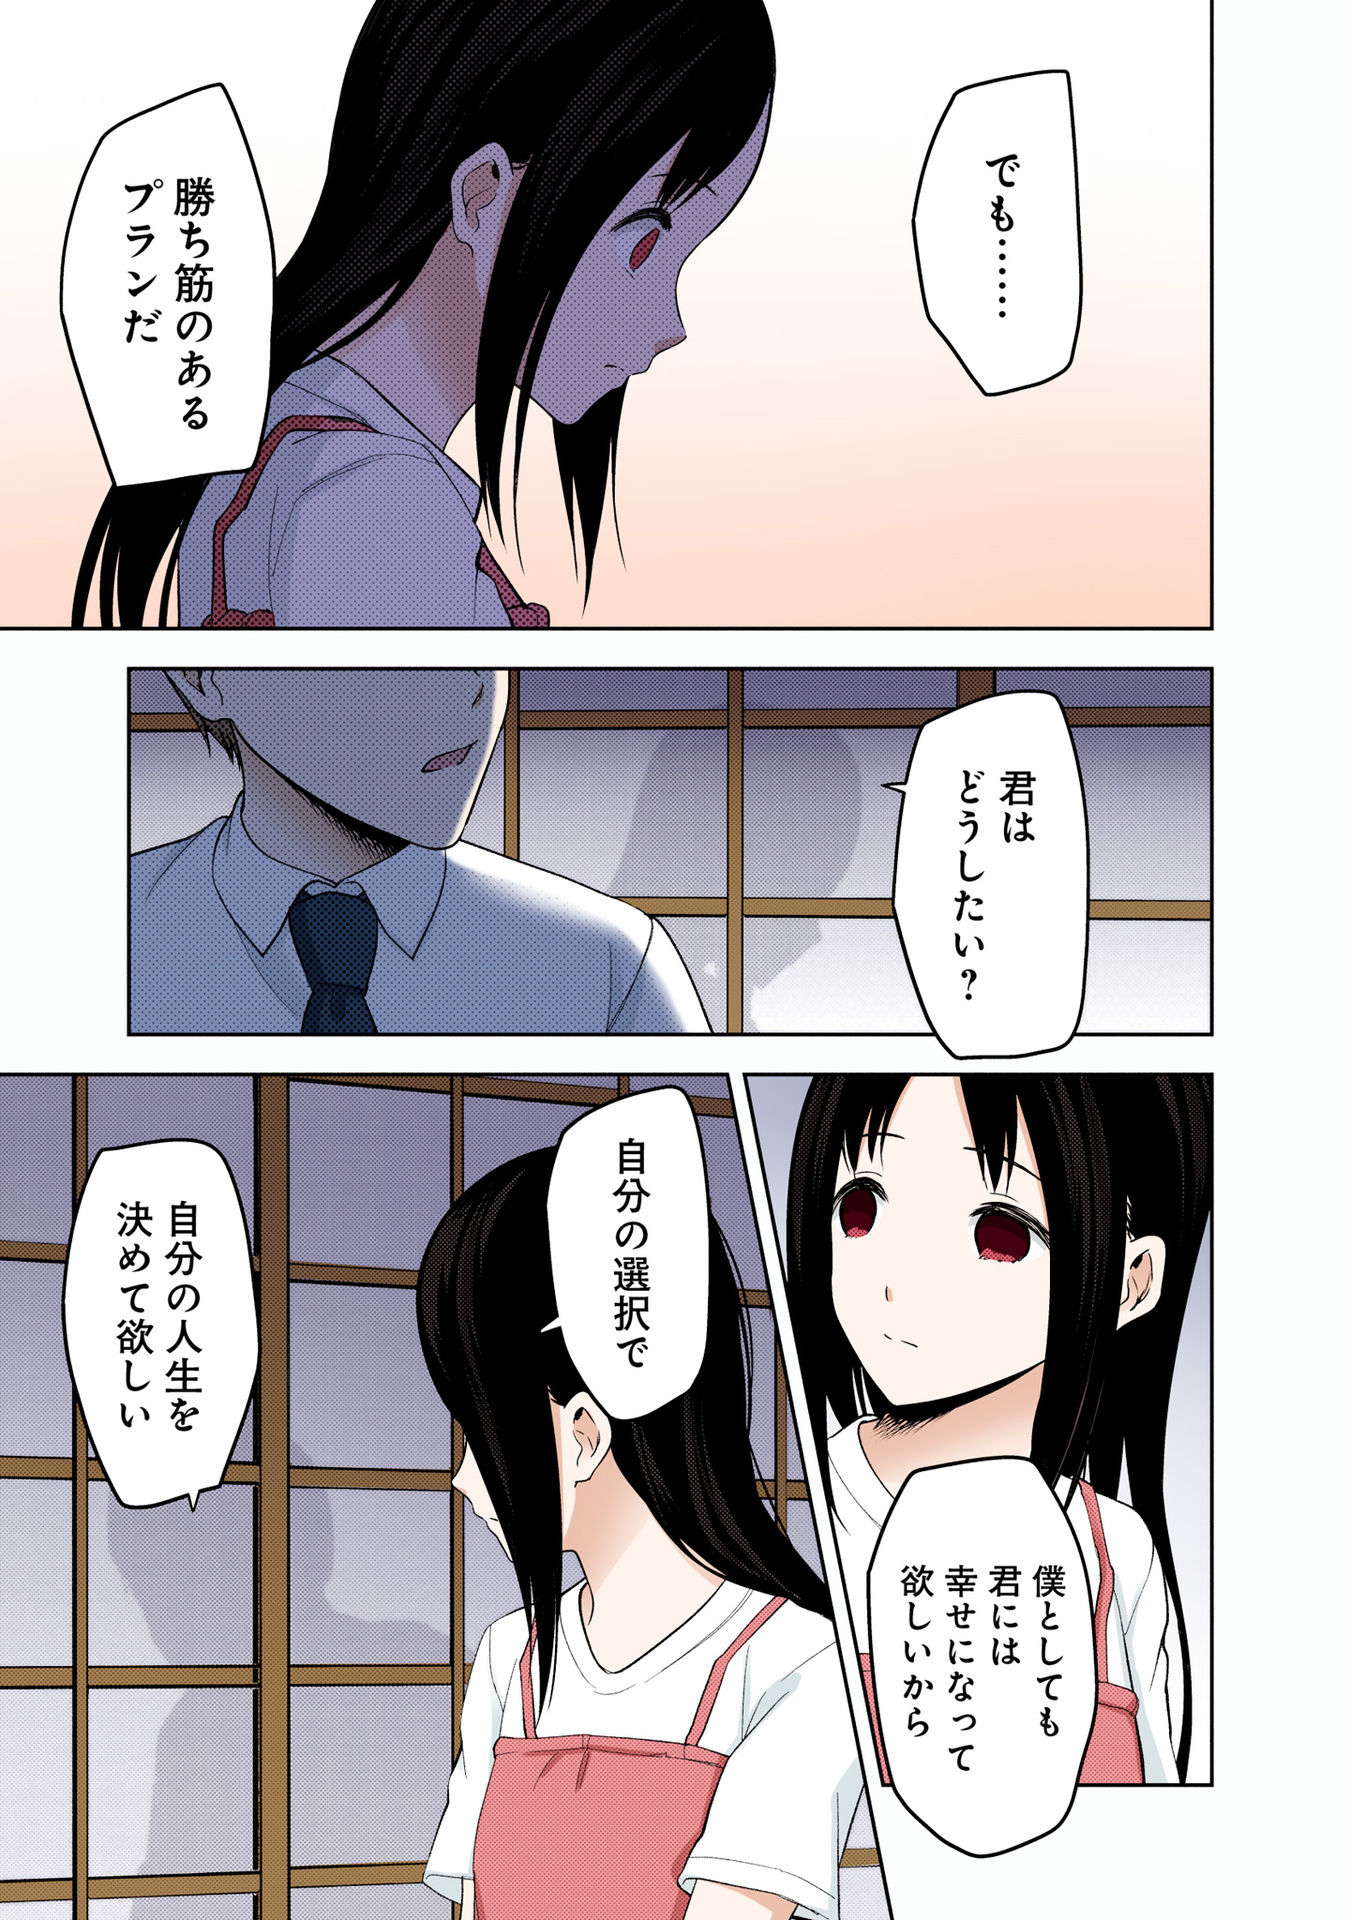 でも……
勝ち筋のある
プランだ
君は
どうしたい？
僕としても
君には
幸せになって
欲しいから
自分の選択で
自分の人生を
決めて欲しい